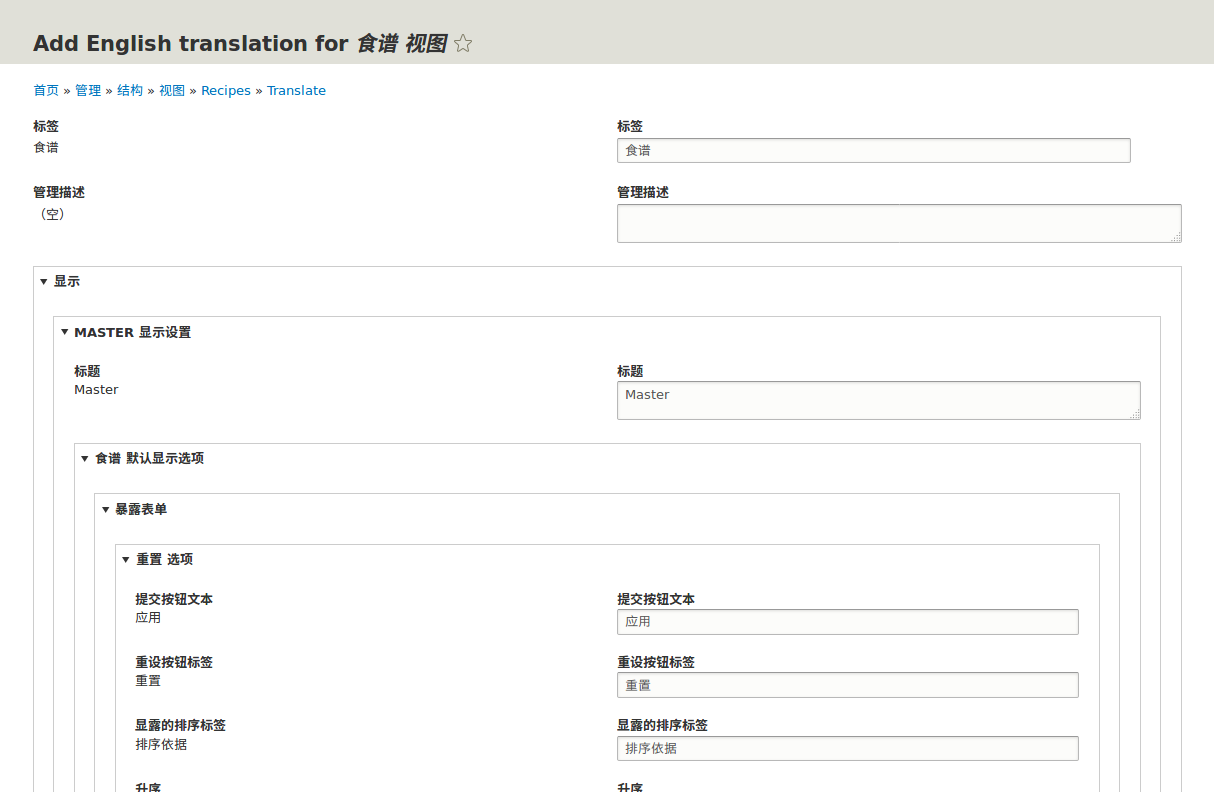 Add English translation for 食谱 视图
首页 » 管理 » 结构 » 视图 » Recipes » Translate
标签
食谱
标签
食谱
管理描述
（空）
管理描述
显示
MASTER 显示设置
标题
Master
标题
Master
食谱 默认显示选项
暴露表单
重置 选项
提交按钮文本
应用
提交按钮文本
应用
重设按钮标签
重置
重设按钮标签
重置
显露的排序标签
排序依据
显露的排序标签
排序依据
升序
升序